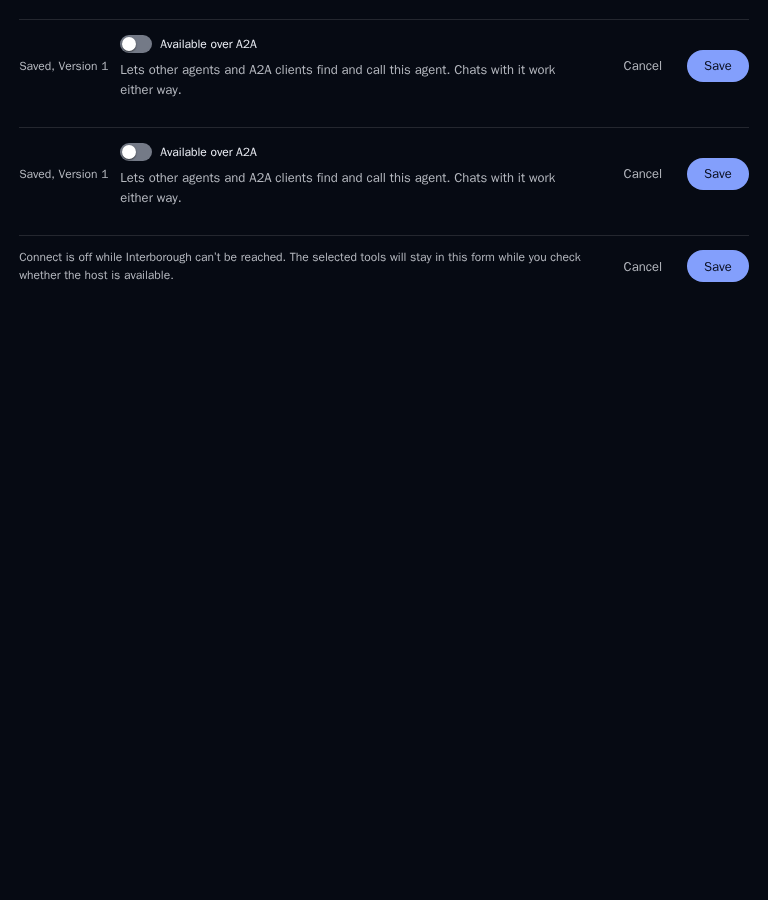 Available over A2A
Saved, Version 1
Lets other agents and A2A clients find and call this agent. Chats with it work
either way.
Cancel
Save
Available over A2A
Saved, Version 1
Lets other agents and A2A clients find and call this agent. Chats with it work
either way.
Cancel
Save
Connect is off while Interborough can't be reached. The selected tools will stay in this form while you check
whether the host is available.
Cancel
Save